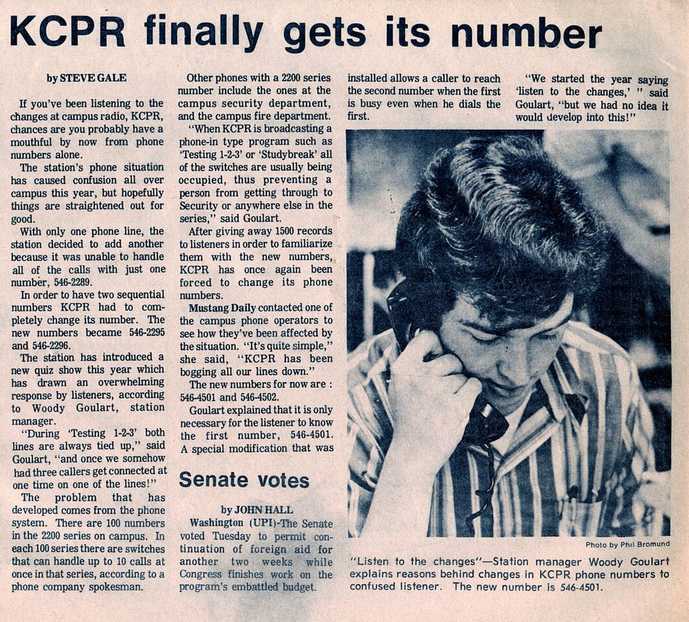 KCPR finally gets its number
by STEVE GALE
If you've been listening to the
changes at campus radio, KCPR,
chances are you probably have a
mouthful by now from phone
numbers alone.
The station's phone situation
has caused confusion all over
campus this year, but hopefully
things are straightened out for
good.
With only one phone line, the
station decided to add another
because it was unable to handle
all of the calls with just one
number, 546-2289.
In order to have two sequential
numbers KCPR had to com-
pletely change its number. The
new numbers became 546-2295
and 546-2296.
The station has introduced a
new quiz show this year which
has drawn an overwhelming
response by listeners, according
to Woody Goulart, station
manager.
"During 'Testing 1-2-3' both
lines are always tied up," said
Goulart, "and once we somehow
had three callers get connected at
one time on one of the lines!"
The problem that has
developed comes from the phone
system. There are 100 numbers
in the 2200 series on campus. In
each 100 series there are switches
that can handle up to 10 calls at
once in that series, according to a
phone company spokesman.
Other phones with a 2200 series
number include the ones at the
campus security department,
and the campus fire department.
"When KCPR is broadcasting a
phone-in type program such as
'Testing 1-2-3' or 'Studybreak' all
of the switches are usually being
occupied, thus preventing a
person from getting through to
Security or anywhere else in the
series," said Goulart.
After giving away 1500 records
to listeners in order to familiarize
them with the new numbers,
KCPR has once again been
forced to change its phone
numbers.
Mustang Daily contacted one of
the campus phone operators to
see how they've been affected by
the situation. "It's quite simple,"
she said, "KCPR has been
bogging all our lines down."
The new numbers for now are :
546-4501 and 546-4502.
Goulart explained that it is only
necessary for the listener to know
the first number, 546-4501.
A special modification that was
installed allows a caller to reach
the second number when the first
is busy even when he dials the
first.
"We started the year saying
'listen to the changes,' " said
Goulart, "but we had no idea it
would develop into this!"
Photo by Phil Bromund
"Listen to the changes"—Station manager Woody Goulart
explains reasons behind changes in KCPR phone numbers to
confused listener. The new number is 546-4501.
Senate votes
by JOHN HALL
Washington (UPI)-The Senate
voted Tuesday to permit con-
tinuation of foreign aid for
another two weeks while
Congress finishes work on the
program's embattled budget.